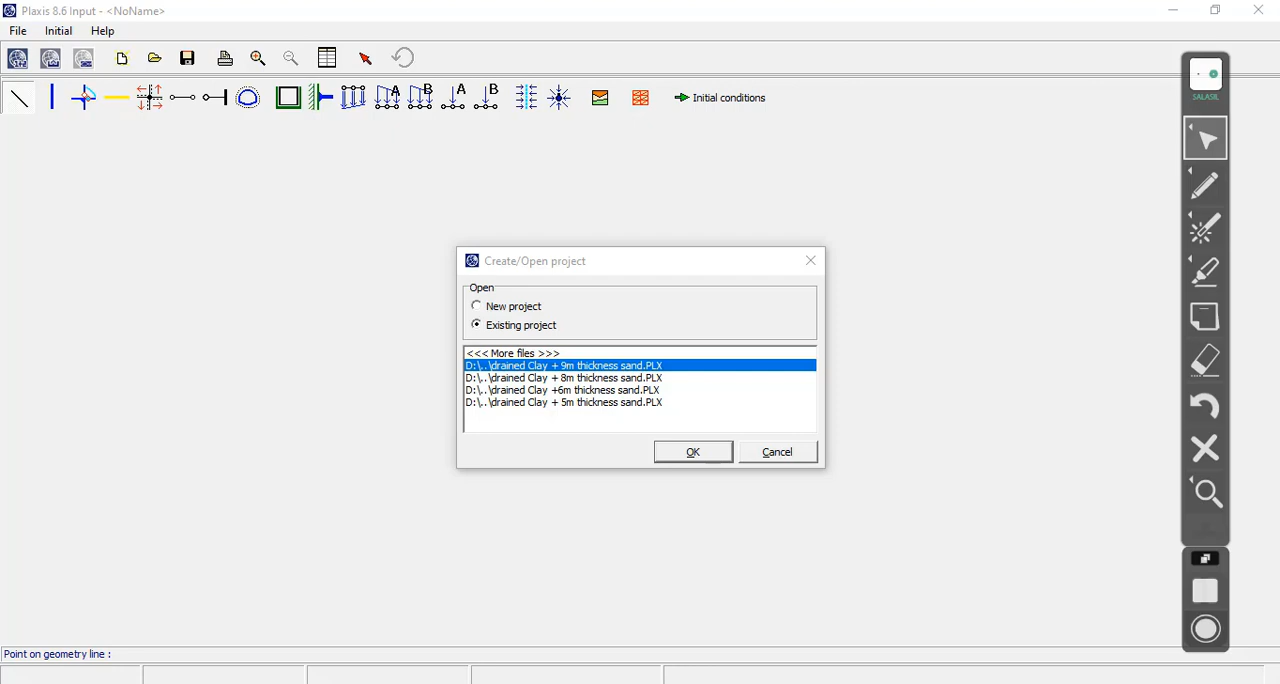 Plaxis 8.6 Input - <NoName>
File Initial Help
A B A B Initial conditions
SALASIL
Create/Open project
Open
New project
Existing project
<<< More files >>>
D:\..\drained Clay + 9m thickness sand.PLX
D:\..\drained Clay + 8m thickness sand.PLX
D:\..\drained Clay +6m thickness sand.PLX
D:\..\drained Clay + 5m thickness sand.PLX
OK Cancel
Point on geometry line :